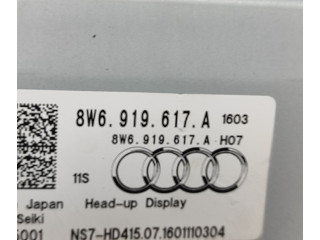 8W6.919.617.A 1603
8W6.919.617.A H07
11S
Japan Head-up Display
Seiki
001 NS7-HD415.07.1601110304